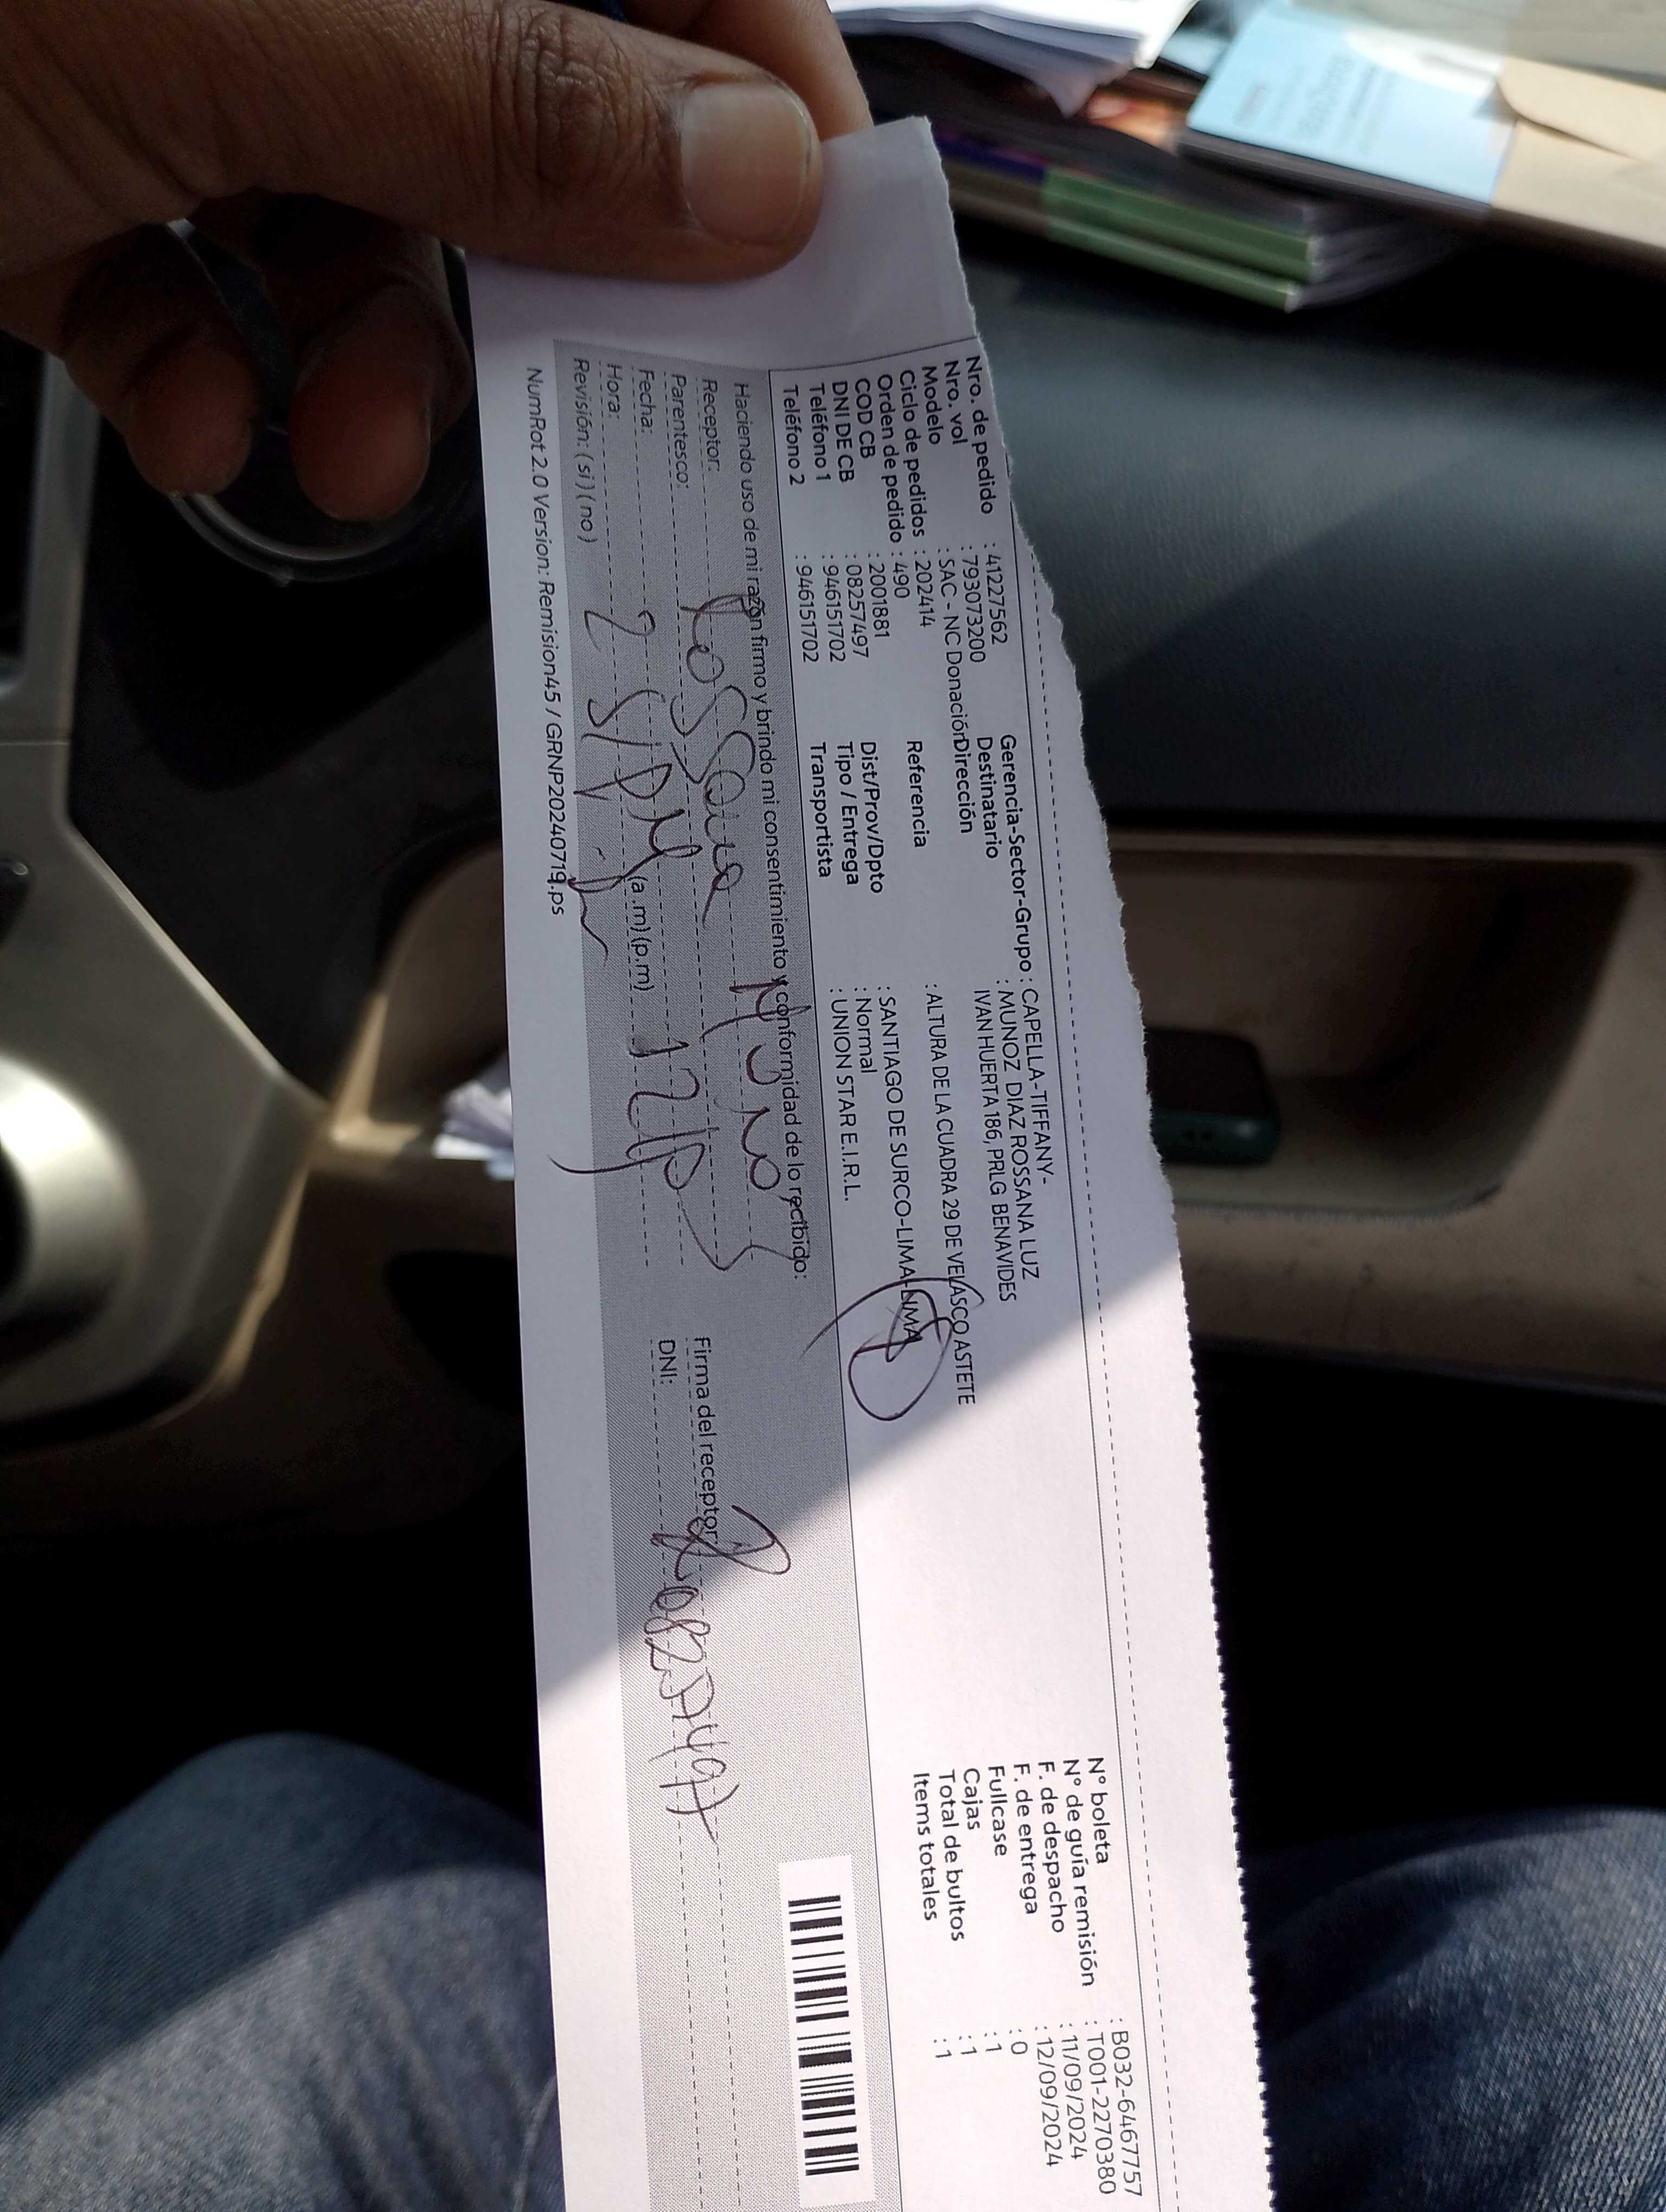 Nro. de pedido : 41227562
Nro. vol : 793073200
Modelo : SAC - NC Donación
Ciclo de pedidos : 202414
Orden de pedido : 490
COD CB : 2001881
DNI DE CB : 08257497
Teléfono 1 : 946151702
Teléfono 2 : 946151702
Gerencia-Sector-Grupo : CAPELLA-TIFFANY-
Destinatario : MUNOZ DIAZ ROSSANA LUZ
Dirección IVAN HUERTA 186, PRLG BENAVIDES
Referencia : ALTURA DE LA CUADRA 29 DE VELASCO ASTETE
Dist/Prov/Dpto : SANTIAGO DE SURCO-LIMA-LIMA
Tipo / Entrega : Normal
Transportista : UNION STAR E.I.R.L.
N° boleta : B032-6467757
N° de guía remisión : T001-2270380
F. de despacho : 11/09/2024
F. de entrega : 12/09/2024
Fullcase : 0
Cajas : 1
Total de bultos : 1
Items totales : 1
Haciendo uso de mi razón firmo y brindo mi consentimiento y conformidad de lo recibido:
Receptor:
Parentesco:
Fecha:
Hora: (a .m) (p.m)
Revisión: (si) (no)
Firma del receptor
DNI: 08257497
NumRot 2.0 Version: Remision45 / GRNP20240719.ps